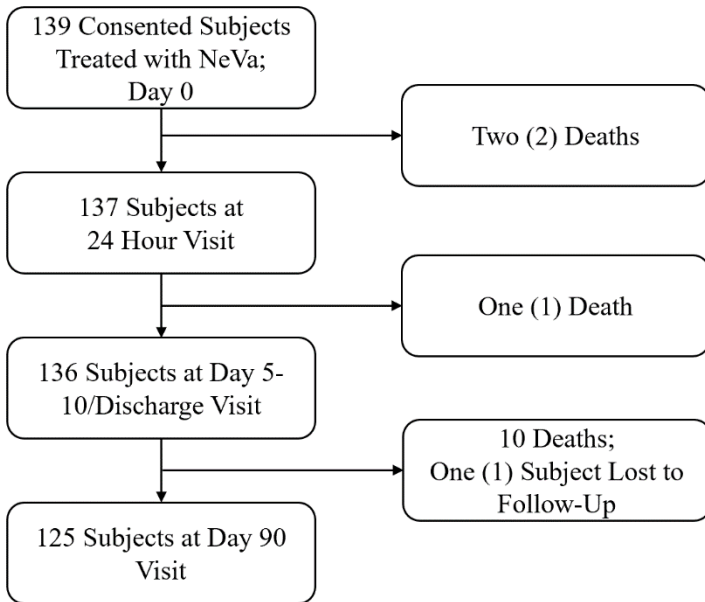 139 Consented Subjects
Treated with NeVa;
Day 0
Two (2) Deaths
137 Subjects at
24 Hour Visit
One (1) Death
136 Subjects at Day 5-
10/Discharge Visit
10 Deaths;
One (1) Subject Lost to
Follow-Up
125 Subjects at Day 90
Visit